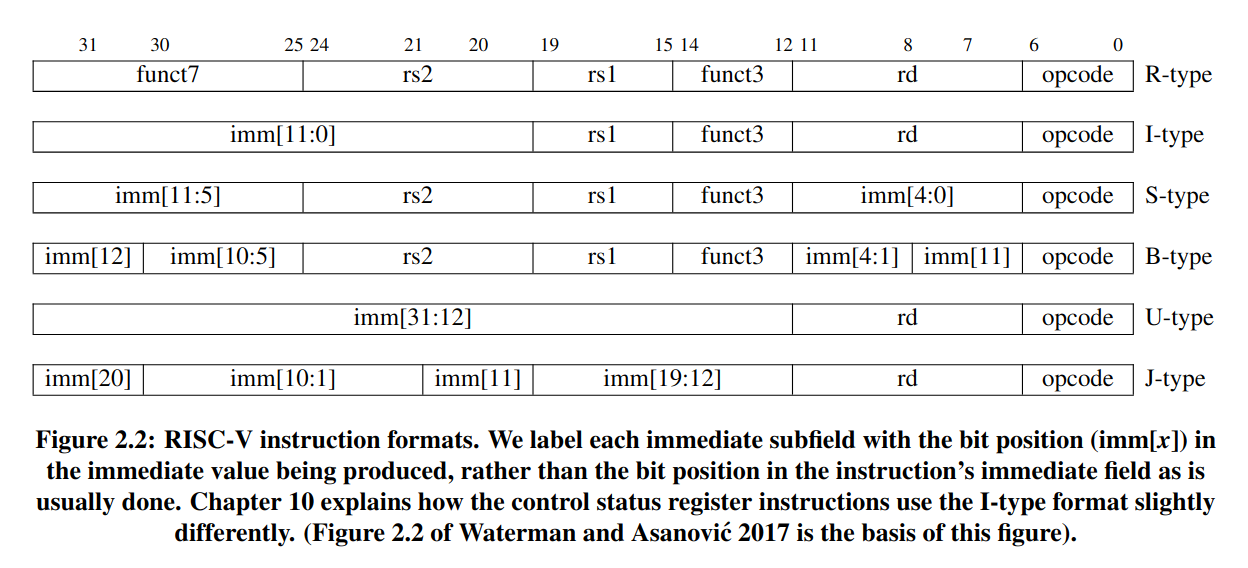 31 30 25 24 21 20 19 15 14 12 11 8 7 6 0
funct7 rs2 rs1 funct3 rd opcode R-type
imm[11:0] rs1 funct3 rd opcode I-type
imm[11:5] rs2 rs1 funct3 imm[4:0] opcode S-type
imm[12] imm[10:5] rs2 rs1 funct3 imm[4:1] imm[11] opcode B-type
imm[31:12] rd opcode U-type
imm[20] imm[10:1] imm[11] imm[19:12] rd opcode J-type
Figure 2.2: RISC-V instruction formats. We label each immediate subfield with the bit position (imm[x]) in
the immediate value being produced, rather than the bit position in the instruction's immediate field as is
usually done. Chapter 10 explains how the control status register instructions use the I-type format slightly
differently. (Figure 2.2 of Waterman and Asanović 2017 is the basis of this figure).